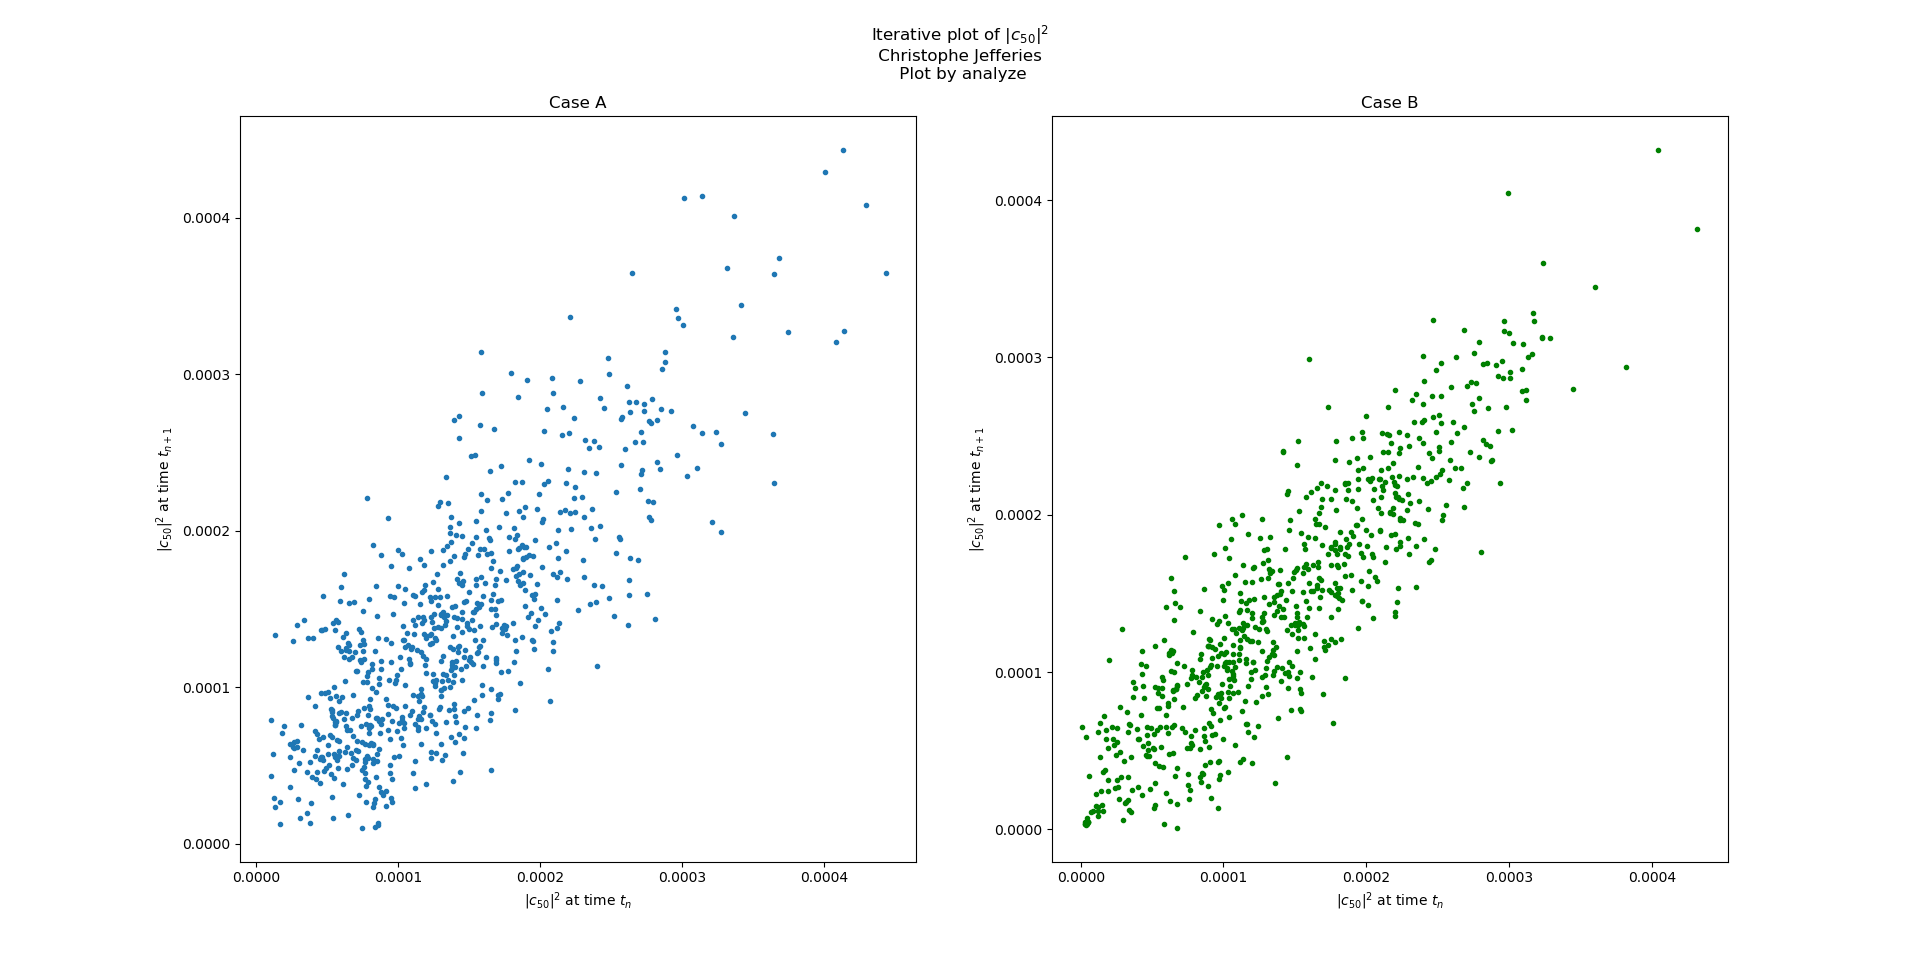 Iterative plot of |c₅₀|²
Christophe Jefferies
Plot by analyze
Case A
0.0004
0.0003
0.0002
0.0001
0.0000
|c₅₀|² at time tₙ₊₁
0.0000 0.0001 0.0002 0.0003 0.0004
|c₅₀|² at time tₙ
Case B
0.0004
0.0003
0.0002
0.0001
0.0000
|c₅₀|² at time tₙ₊₁
0.0000 0.0001 0.0002 0.0003 0.0004
|c₅₀|² at time tₙ